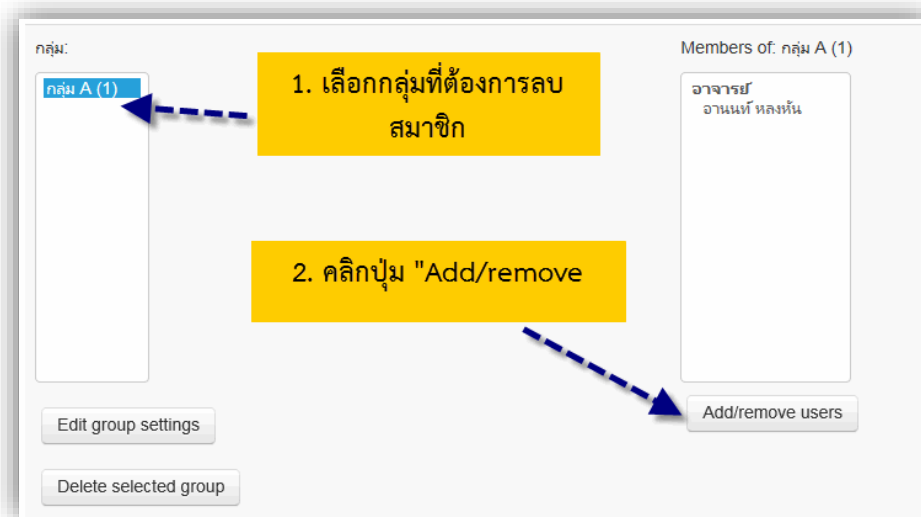 กลุ่ม:
Members of: กลุ่ม A (1)
กลุ่ม A (1)
1. เลือกกลุ่มที่ต้องการลบ
สมาชิก
อาจารย์
อานนท์ หลงหัน
2. คลิกปุ่ม "Add/remove
Add/remove users
Edit group settings
Delete selected group